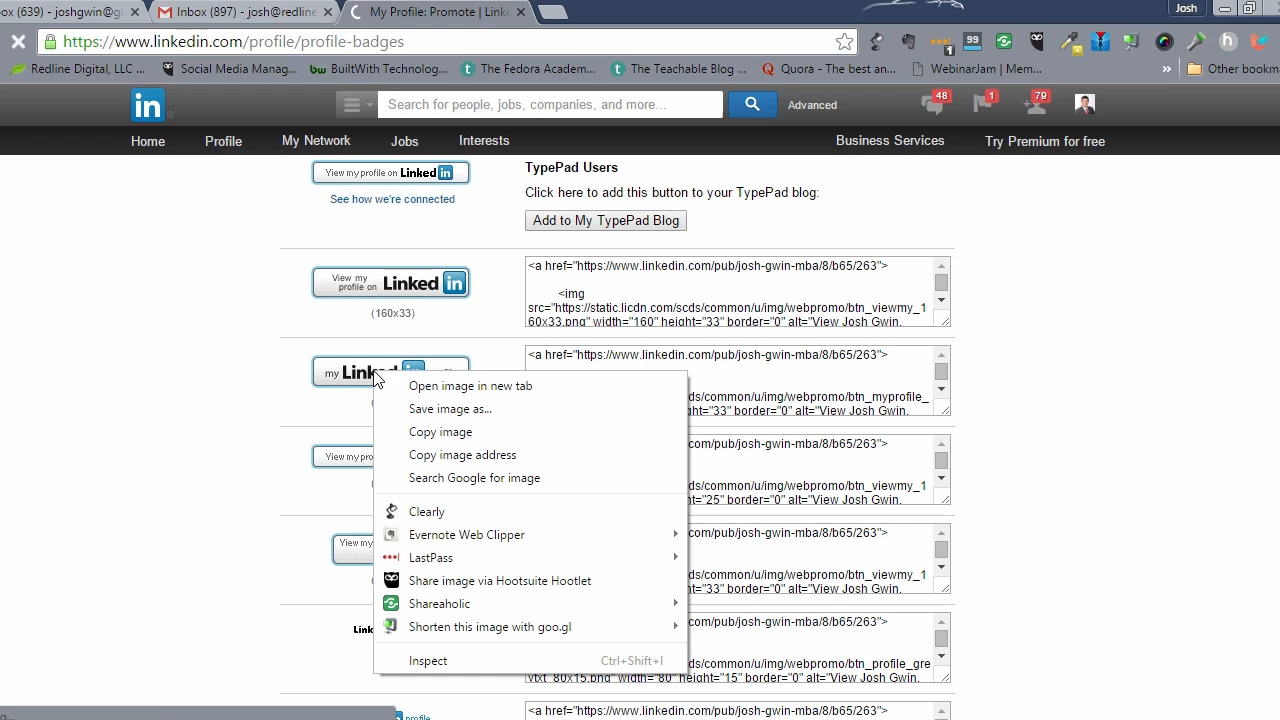 box (639) - joshgwin@g
Inbox (897) - josh@redline
My Profile: Promote | Link
Josh
https://www.linkedin.com/profile/profile-badges
1
99
Redline Digital, LLC ...
Social Media Manag...
BuiltWith Technolog...
The Fedora Academ...
The Teachable Blog ...
Quora - The best an...
WebinarJam | Mem...
»
Other bookm
in
Search for people, jobs, companies, and more...
Advanced
48
1
79
Home
Profile
My Network
Jobs
Interests
Business Services
Try Premium for free
View my profile on Linked in
See how we're connected
TypePad Users
Click here to add this button to your TypePad blog:
Add to My TypePad Blog
View my
profile on Linked in
(160x33)
<a href="https://www.linkedin.com/pub/josh-gwin-mba/8/b65/263">
<img
src="https://static.licdn.com/scds/common/u/img/webpromo/btn_viewmy_1
60x33.png" width="160" height="33" border="0" alt="View Josh Gwin,
my Linked in
<a href="https://www.linkedin.com/pub/josh-gwin-mba/8/b65/263">
ds/common/u/img/webpromo/btn_myprofile_
"33" border="0" alt="View Josh Gwin,
Open image in new tab
Save image as...
Copy image
Copy image address
Search Google for image
Clearly
Evernote Web Clipper
LastPass
Share image via Hootsuite Hootlet
Shareaholic
Shorten this image with goo.gl
Inspect
Ctrl+Shift+I
View my pro
m/pub/josh-gwin-mba/8/b65/263">
ds/common/u/img/webpromo/btn_viewmy_1
"25" border="0" alt="View Josh Gwin,
View my
m/pub/josh-gwin-mba/8/b65/263">
ds/common/u/img/webpromo/btn_viewmy_1
"33" border="0" alt="View Josh Gwin,
Link
m/pub/josh-gwin-mba/8/b65/263">
ds/common/u/img/webpromo/btn_profile_gre
ytxt_80x15.png" width="80" height="15" border="0" alt="View Josh Gwin,
in profile
<a href="https://www.linkedin.com/pub/josh-gwin-mba/8/b65/263">